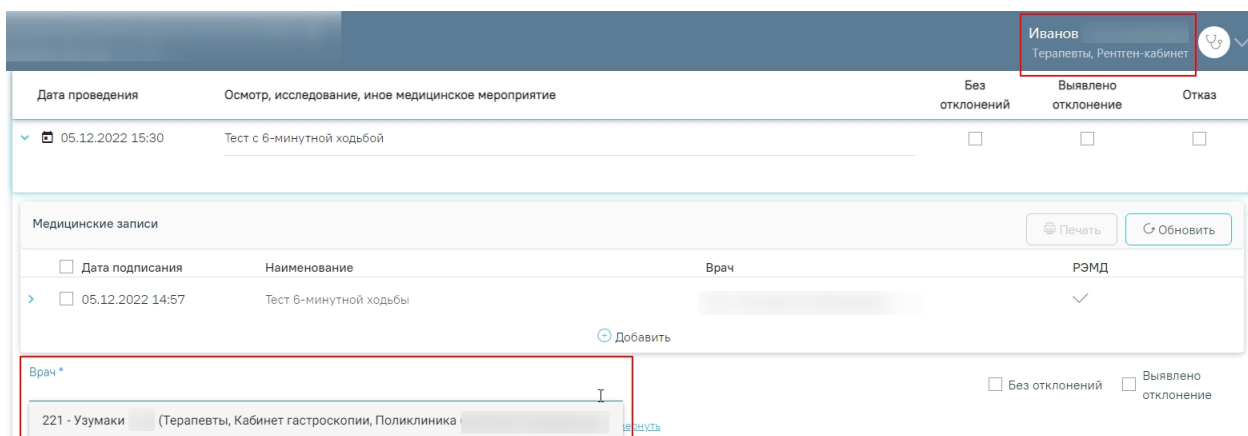 Иванов
Терапевты, Рентген-кабинет
Дата проведения Осмотр, исследование, иное медицинское мероприятие Без отклонений Выявлено отклонение Отказ
05.12.2022 15:30 Тест с 6-минутной ходьбой
Медицинские записи Печать Обновить
Дата подписания Наименование Врач РЭМД
05.12.2022 14:57 Тест 6-минутной ходьбы
Добавить
Врач *
Без отклонений Выявлено отклонение
221 - Узумаки (Терапевты, Кабинет гастроскопии, Поликлиника